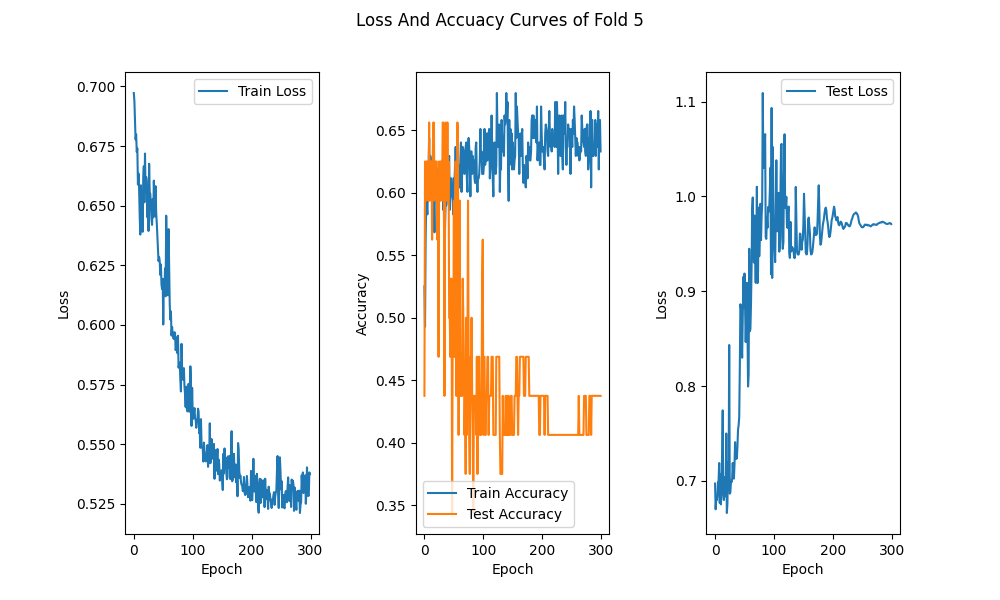 Loss And Accuacy Curves of Fold 5
Train Loss
0.700
0.675
0.650
0.625
0.600
0.575
0.550
0.525
Loss
0 100 200 300
Epoch
0.65
0.60
0.55
0.50
0.45
0.40
0.35
Accuracy
Train Accuracy
Test Accuracy
0 100 200 300
Epoch
Test Loss
1.1
1.0
0.9
0.8
0.7
Loss
0 100 200 300
Epoch